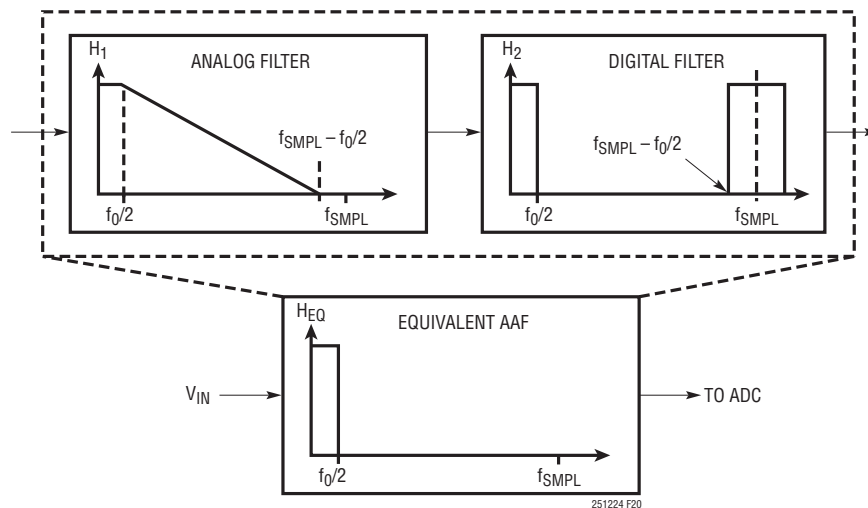 H1
ANALOG FILTER
fSMPL – f0/2
f0/2
fSMPL
H2
DIGITAL FILTER
fSMPL – f0/2
f0/2
fSMPL
HEQ
EQUIVALENT AAF
VIN
TO ADC
f0/2
fSMPL
251224 F20